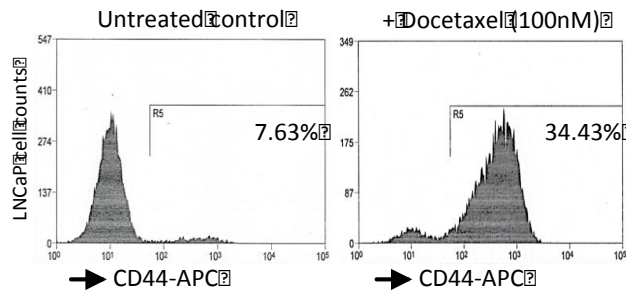 Untreated control
+ Docetaxel (100nM)
547
410
274
137
0
R5
7.63%
10⁰ 10¹ 10² 10³ 10⁴ 10⁵
LNCaP cell counts
CD44-APC
349
262
175
87
0
R5
34.43%
10⁰ 10¹ 10² 10³ 10⁴ 10⁵
CD44-APC